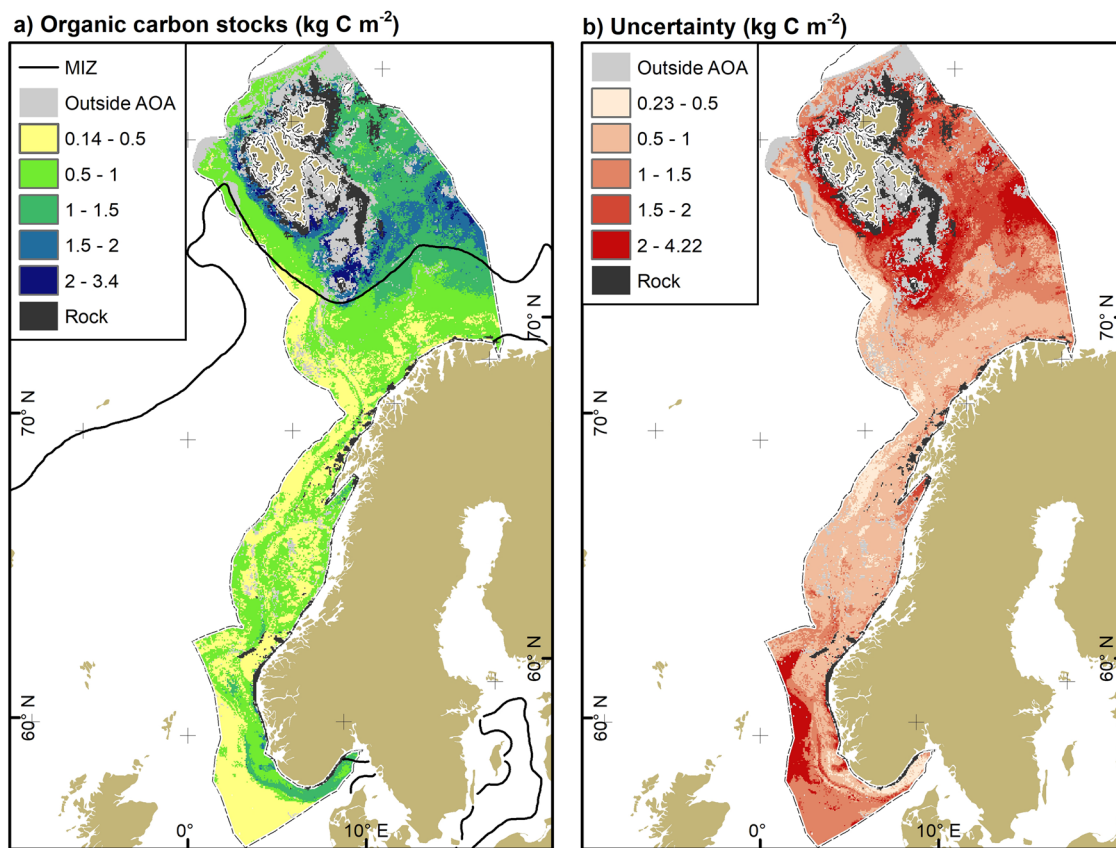 a) Organic carbon stocks (kg C m⁻²)
MIZ
Outside AOA
0.14 - 0.5
0.5 - 1
1 - 1.5
1.5 - 2
2 - 3.4
Rock
70° N
70° N
60° N
60° N
0°
10° E
b) Uncertainty (kg C m⁻²)
Outside AOA
0.23 - 0.5
0.5 - 1
1 - 1.5
1.5 - 2
2 - 4.22
Rock
70° N
70° N
60° N
60° N
0°
10° E